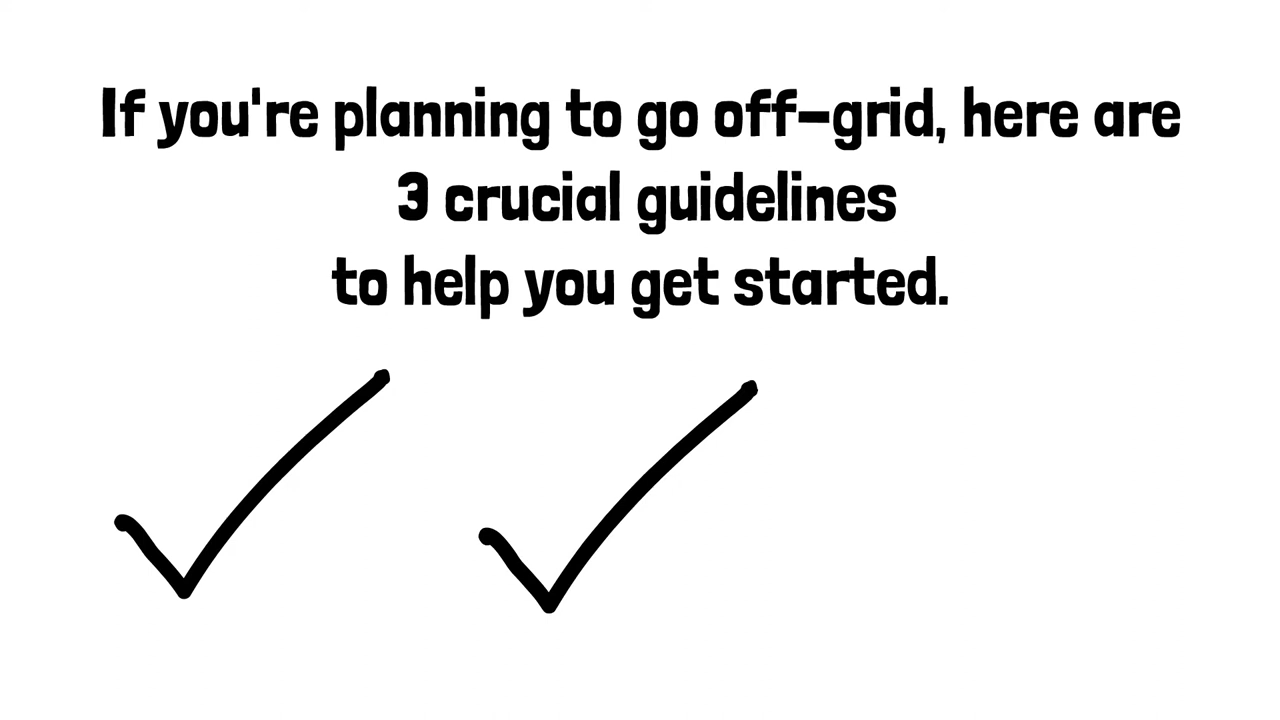 If you're planning to go off-grid, here are
3 crucial guidelines
to help you get started.